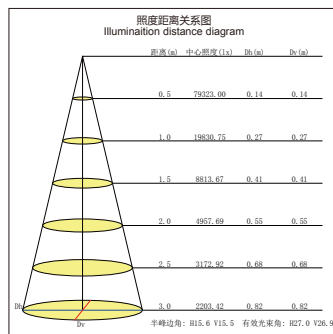 照度距离关系图
Illuminaition distance diagram
距离(m) 中心照度(lx) Dh(m) Dv(m)
0.5 79323.00 0.14 0.14
1.0 19830.75 0.27 0.27
1.5 8813.67 0.41 0.41
2.0 4957.69 0.55 0.55
2.5 3172.92 0.68 0.68
3.0 2203.42 0.82 0.82
Dh
Dv
半峰边角: H15.6 V15.5 有效光束角: H27.0 V26.9